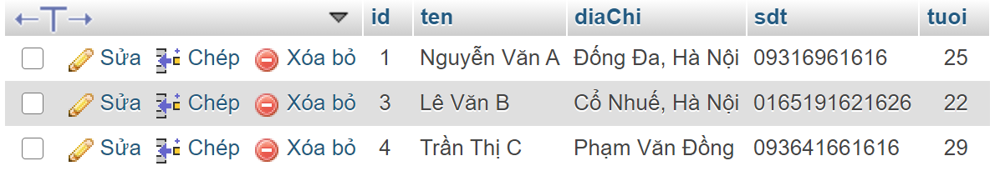 id ten diaChi sdt tuoi
Sửa Chép Xóa bỏ 1 Nguyễn Văn A Đống Đa, Hà Nội 09316961616 25
Sửa Chép Xóa bỏ 3 Lê Văn B Cổ Nhuế, Hà Nội 0165191621626 22
Sửa Chép Xóa bỏ 4 Trần Thị C Phạm Văn Đồng 093641661616 29